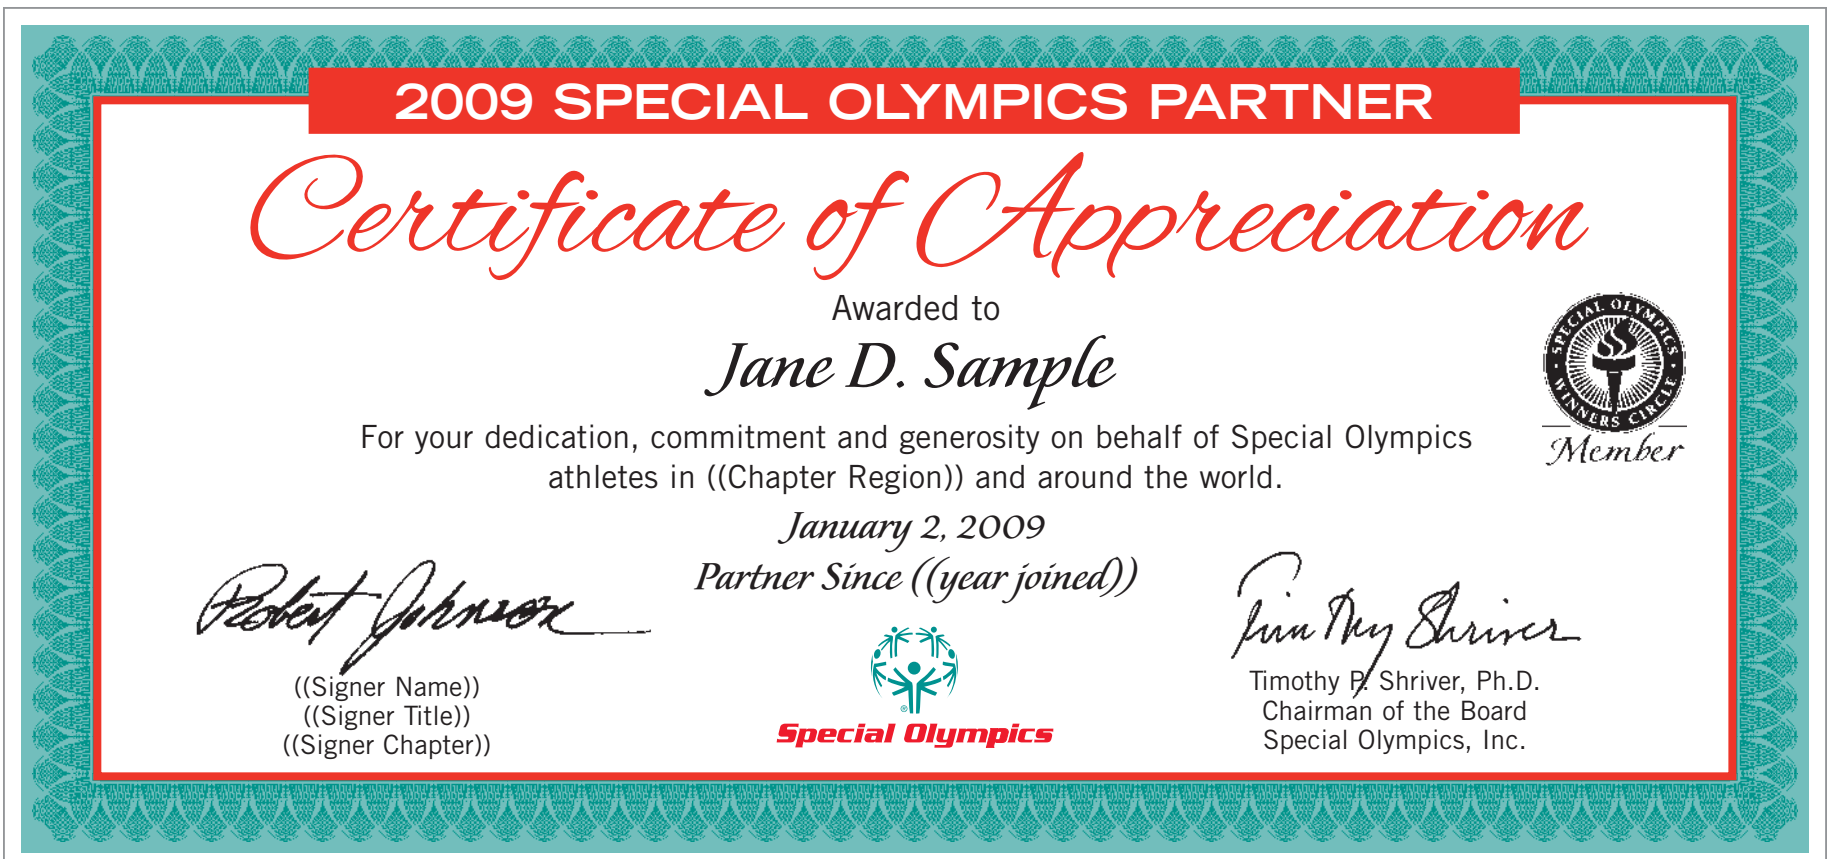 2009 SPECIAL OLYMPICS PARTNER
Certificate of Appreciation
Awarded to
Jane D. Sample
For your dedication, commitment and generosity on behalf of Special Olympics
athletes in ((Chapter Region)) and around the world.
January 2, 2009
Partner Since ((year joined))
SPECIAL OLYMPICS
WINNERS CIRCLE
Member
Robert Johnson
((Signer Name))
((Signer Title))
((Signer Chapter))
®
Special Olympics
Timothy Shriver
Timothy P. Shriver, Ph.D.
Chairman of the Board
Special Olympics, Inc.